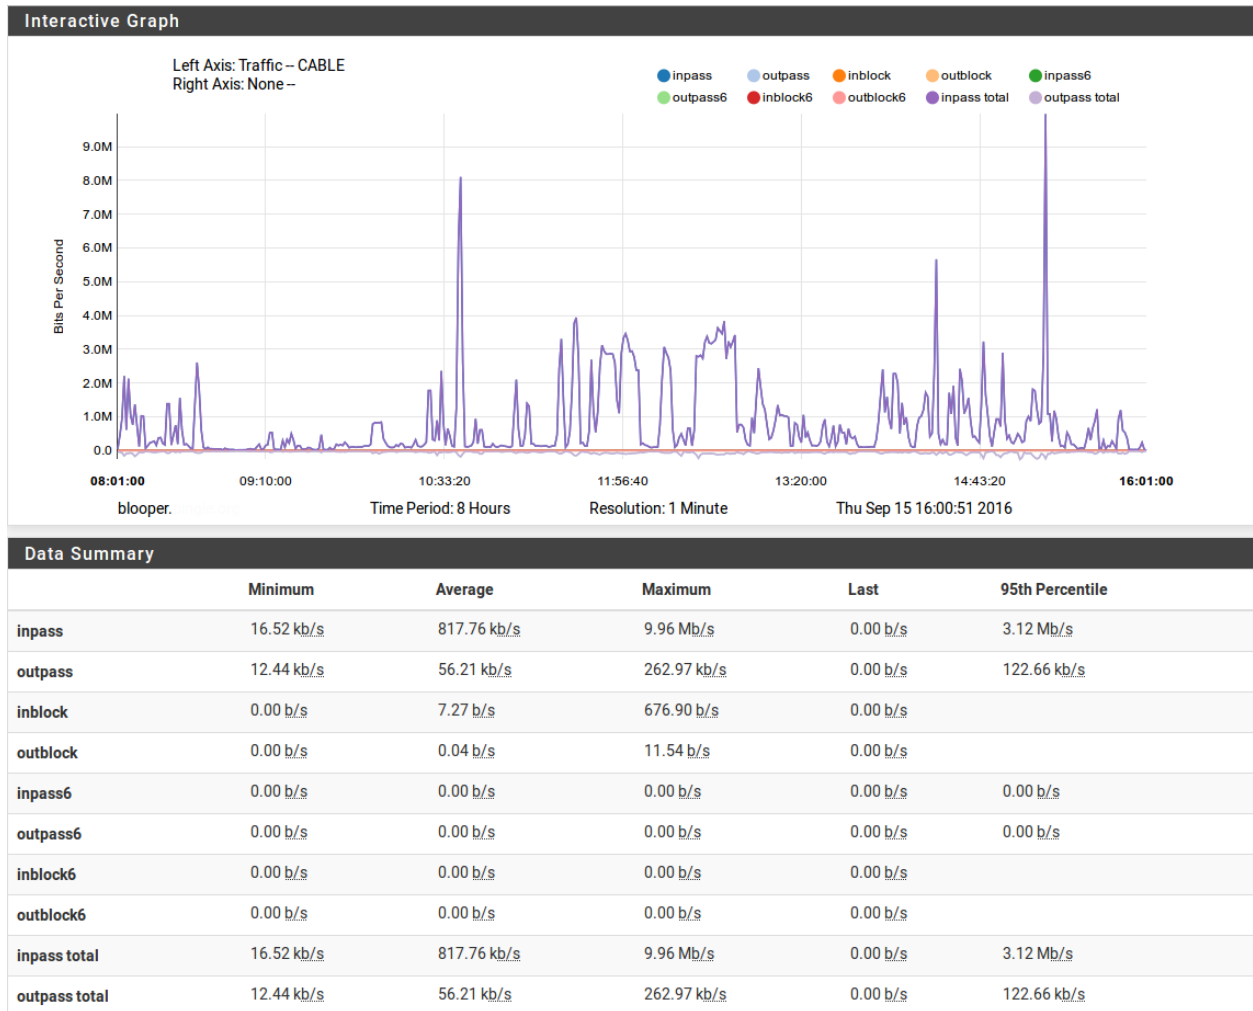 Interactive Graph
Left Axis: Traffic -- CABLE
Right Axis: None --
inpass outpass inblock outblock inpass6
outpass6 inblock6 outblock6 inpass total outpass total
Bits Per Second
9.0M
8.0M
7.0M
6.0M
5.0M
4.0M
3.0M
2.0M
1.0M
0.0
08:01:00 09:10:00 10:33:20 11:56:40 13:20:00 14:43:20 16:01:00
blooper. Time Period: 8 Hours Resolution: 1 Minute Thu Sep 15 16:00:51 2016
Data Summary
Minimum Average Maximum Last 95th Percentile
inpass 16.52 kb/s 817.76 kb/s 9.96 Mb/s 0.00 b/s 3.12 Mb/s
outpass 12.44 kb/s 56.21 kb/s 262.97 kb/s 0.00 b/s 122.66 kb/s
inblock 0.00 b/s 7.27 b/s 676.90 b/s 0.00 b/s
outblock 0.00 b/s 0.04 b/s 11.54 b/s 0.00 b/s
inpass6 0.00 b/s 0.00 b/s 0.00 b/s 0.00 b/s 0.00 b/s
outpass6 0.00 b/s 0.00 b/s 0.00 b/s 0.00 b/s 0.00 b/s
inblock6 0.00 b/s 0.00 b/s 0.00 b/s 0.00 b/s
outblock6 0.00 b/s 0.00 b/s 0.00 b/s 0.00 b/s
inpass total 16.52 kb/s 817.76 kb/s 9.96 Mb/s 0.00 b/s 3.12 Mb/s
outpass total 12.44 kb/s 56.21 kb/s 262.97 kb/s 0.00 b/s 122.66 kb/s